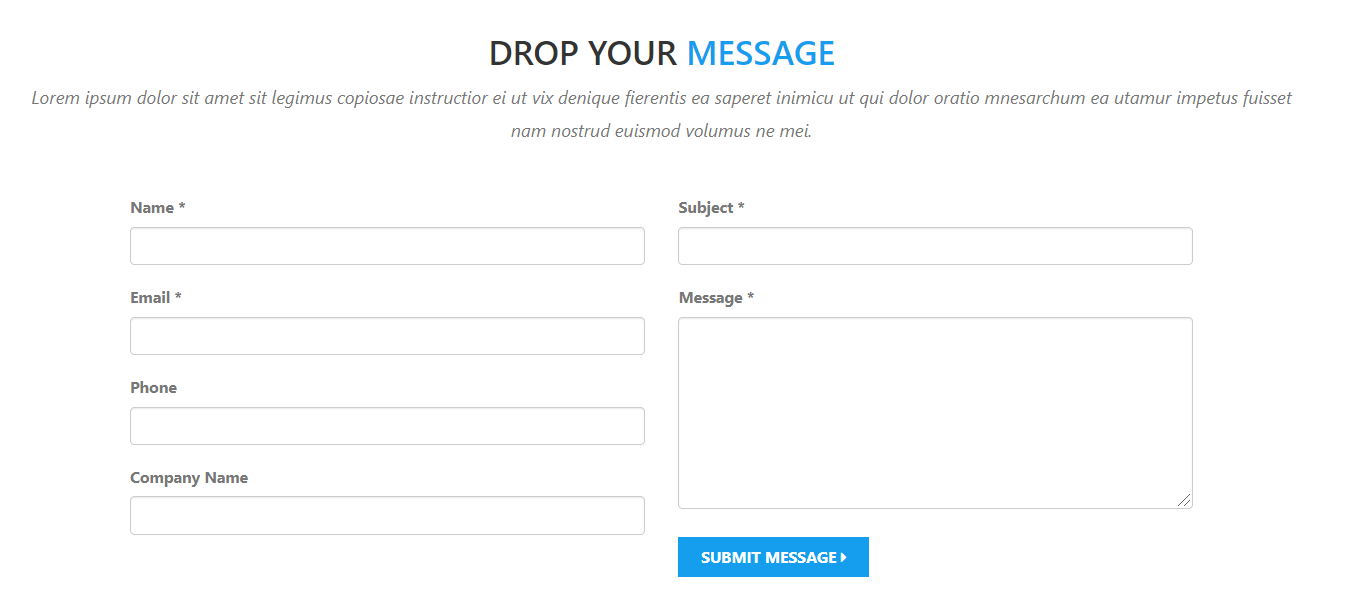 DROP YOUR MESSAGE
Lorem ipsum dolor sit amet sit legimus copiosae instructior ei ut vix denique fierentis ea saperet inimicu ut qui dolor oratio mnesarchum ea utamur impetus fuisset
nam nostrud euismod volumus ne mei.
Name *
Email *
Phone
Company Name
Subject *
Message *
SUBMIT MESSAGE